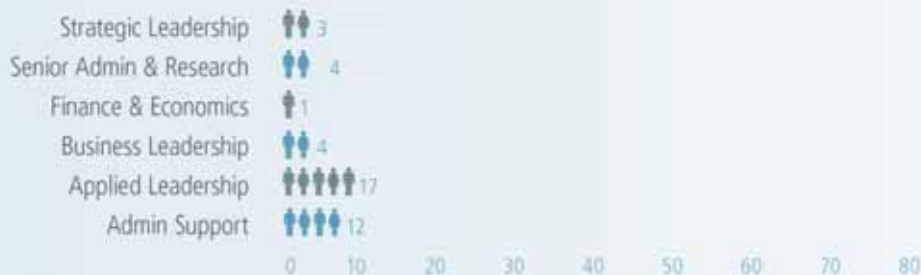 Strategic Leadership 3
Senior Admin & Research 4
Finance & Economics 1
Business Leadership 4
Applied Leadership 17
Admin Support 12
0 10 20 30 40 50 60 70 80